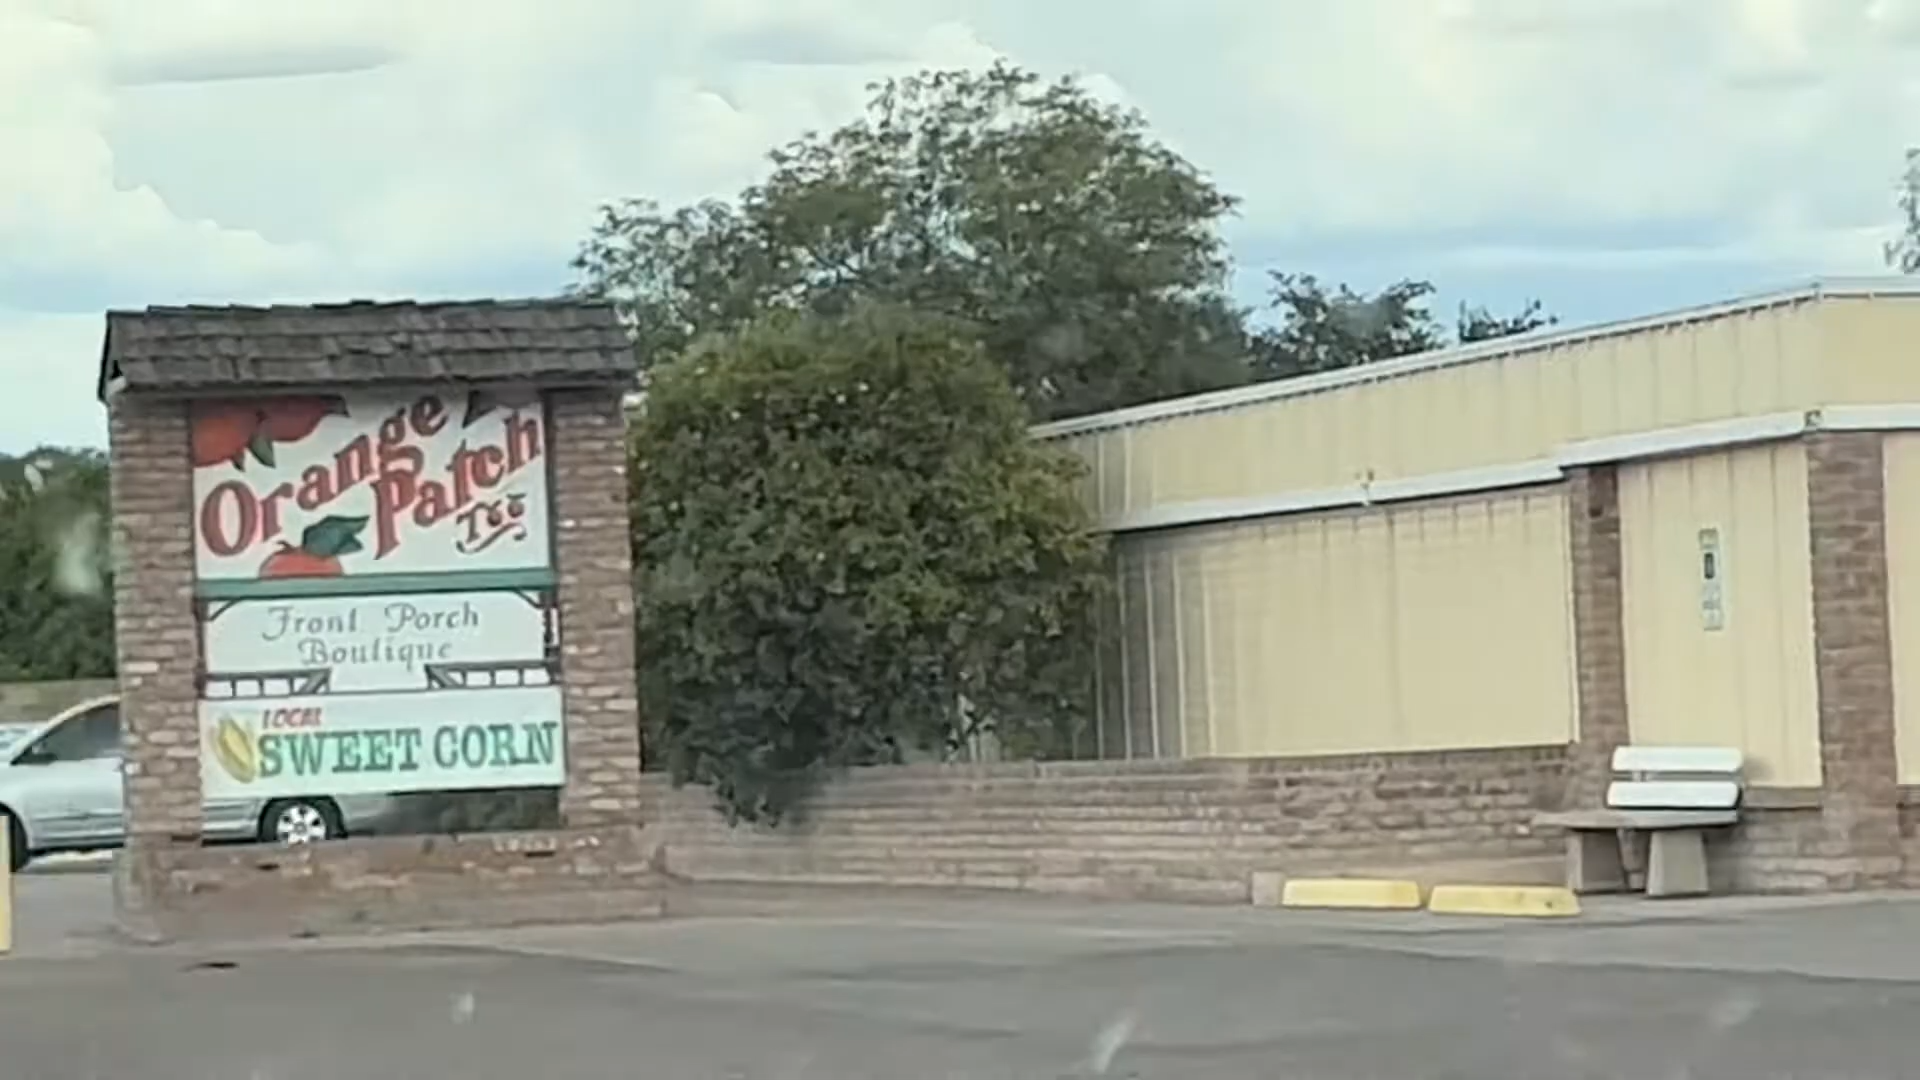 Orange
Patch
Too
Front Porch
Boutique
LOCAL
SWEET CORN